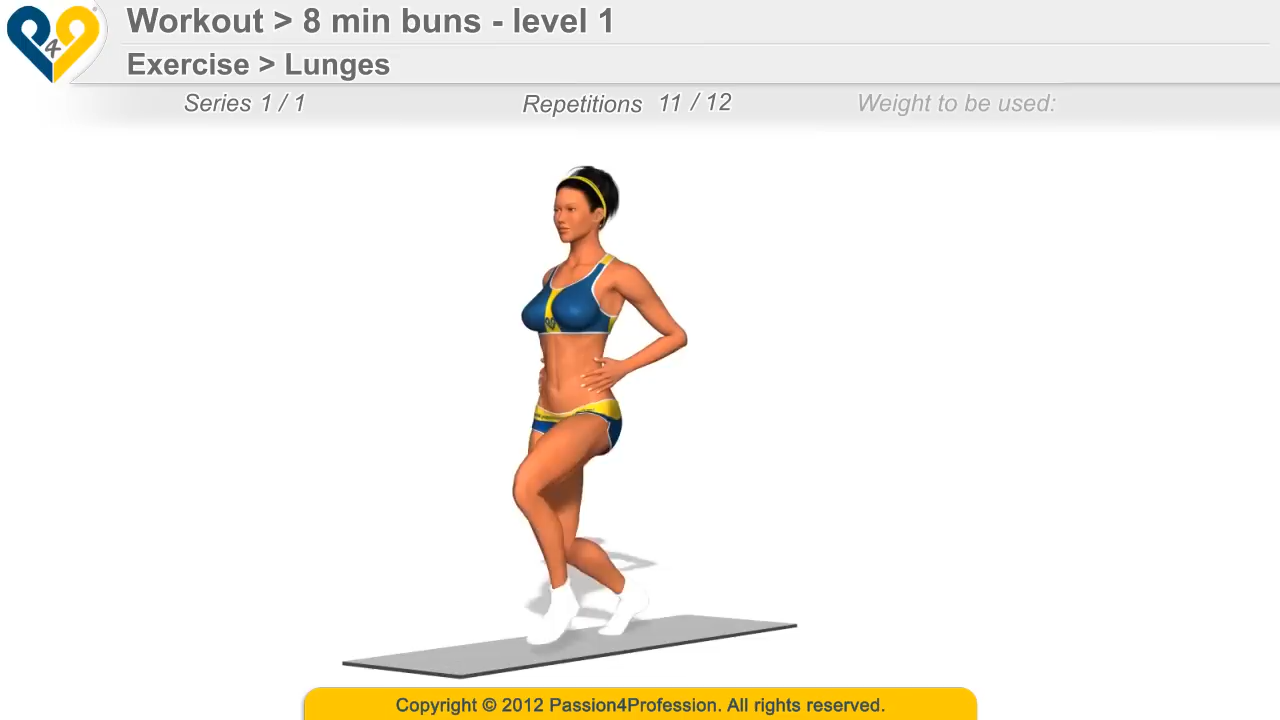 Workout > 8 min buns - level 1
Exercise > Lunges
Series 1 / 1 Repetitions 11 / 12 Weight to be used:
4
Copyright © 2012 Passion4Profession. All rights reserved.